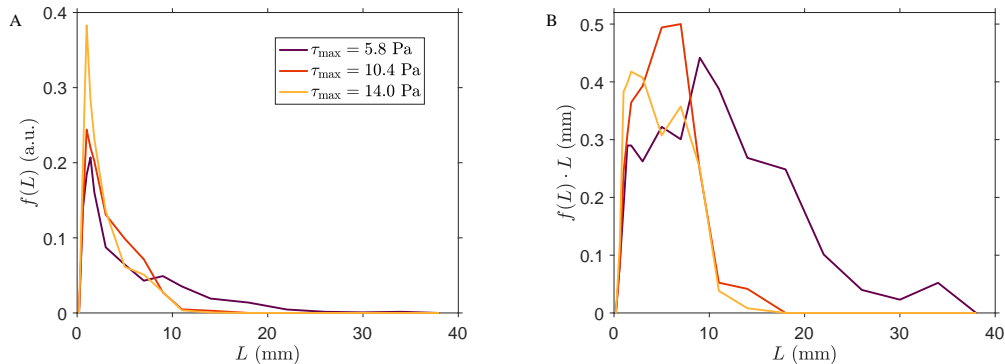 A
0.4
0.3
0.2
0.1
0
f(L) (a.u.)
0 10 20 30 40
L (mm)
τmax = 5.8 Pa
τmax = 10.4 Pa
τmax = 14.0 Pa
B
0.5
0.4
0.3
0.2
0.1
0
f(L) · L (mm)
0 10 20 30 40
L (mm)